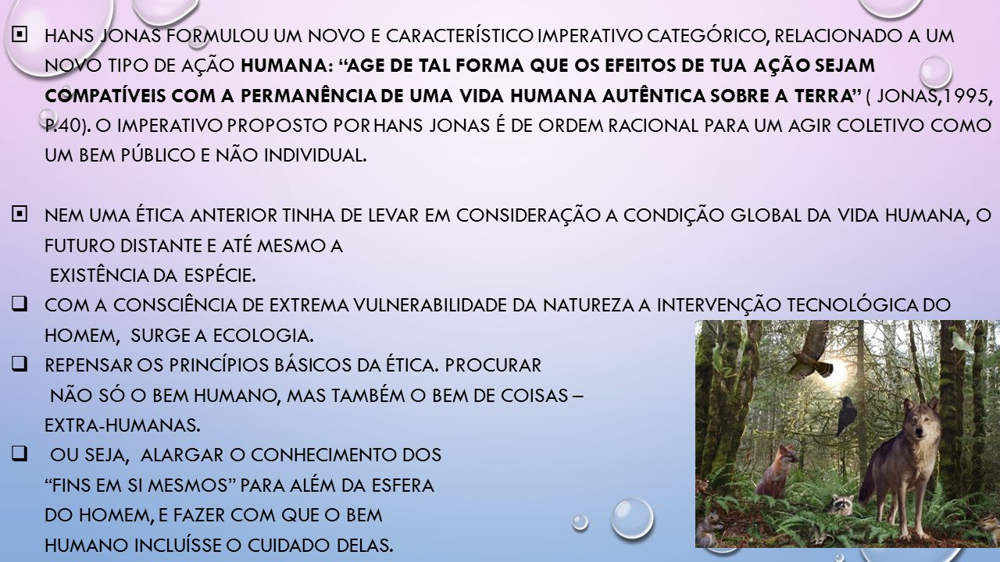 HANS JONAS FORMULOU UM NOVO E CARACTERÍSTICO IMPERATIVO CATEGÓRICO, RELACIONADO A UM
NOVO TIPO DE AÇÃO HUMANA: “AGE DE TAL FORMA QUE OS EFEITOS DE TUA AÇÃO SEJAM
COMPATÍVEIS COM A PERMANÊNCIA DE UMA VIDA HUMANA AUTÊNTICA SOBRE A TERRA” ( JONAS,1995,
P.40). O IMPERATIVO PROPOSTO POR HANS JONAS É DE ORDEM RACIONAL PARA UM AGIR COLETIVO COMO
UM BEM PÚBLICO E NÃO INDIVIDUAL.
NEM UMA ÉTICA ANTERIOR TINHA DE LEVAR EM CONSIDERAÇÃO A CONDIÇÃO GLOBAL DA VIDA HUMANA, O
FUTURO DISTANTE E ATÉ MESMO A
EXISTÊNCIA DA ESPÉCIE.
COM A CONSCIÊNCIA DE EXTREMA VULNERABILIDADE DA NATUREZA A INTERVENÇÃO TECNOLÓGICA DO
HOMEM, SURGE A ECOLOGIA.
REPENSAR OS PRINCÍPIOS BÁSICOS DA ÉTICA. PROCURAR
NÃO SÓ O BEM HUMANO, MAS TAMBÉM O BEM DE COISAS –
EXTRA-HUMANAS.
OU SEJA, ALARGAR O CONHECIMENTO DOS
“FINS EM SI MESMOS” PARA ALÉM DA ESFERA
DO HOMEM, E FAZER COM QUE O BEM
HUMANO INCLUÍSSE O CUIDADO DELAS.